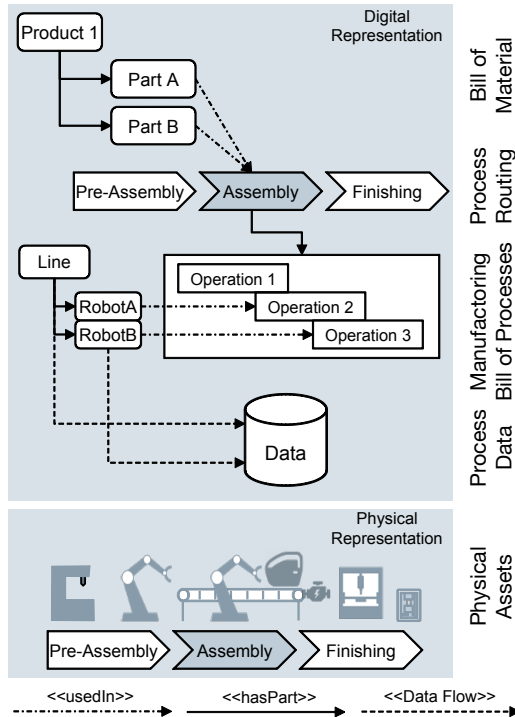 Product 1
Digital
Representation
Part A
Part B
Bill of
Material
Pre-Assembly
Assembly
Finishing
Process
Routing
Line
Operation 1
RobotA
Operation 2
RobotB
Operation 3
Manufactoring
Bill of Processes
Data
Process
Data
Physical
Representation
Physical
Assets
Pre-Assembly
Assembly
Finishing
<<usedIn>>
<<hasPart>>
<<Data Flow>>